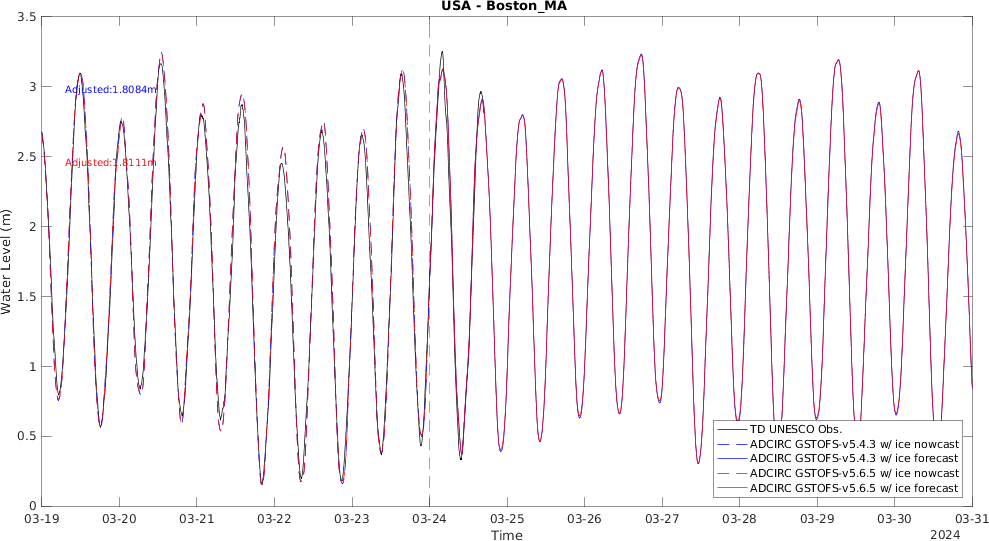 USA - Boston_MA
3.5
3
2.5
2
1.5
1
0.5
0
Water Level (m)
Adjusted:1.8084m
Adjusted:1.8111m
TD UNESCO Obs.
ADCIRC GSTOFS-v5.4.3 w/ ice nowcast
ADCIRC GSTOFS-v5.4.3 w/ ice forecast
ADCIRC GSTOFS-v5.6.5 w/ ice nowcast
ADCIRC GSTOFS-v5.6.5 w/ ice forecast
03-19 03-20 03-21 03-22 03-23 03-24 03-25 03-26 03-27 03-28 03-29 03-30 03-31
Time
2024